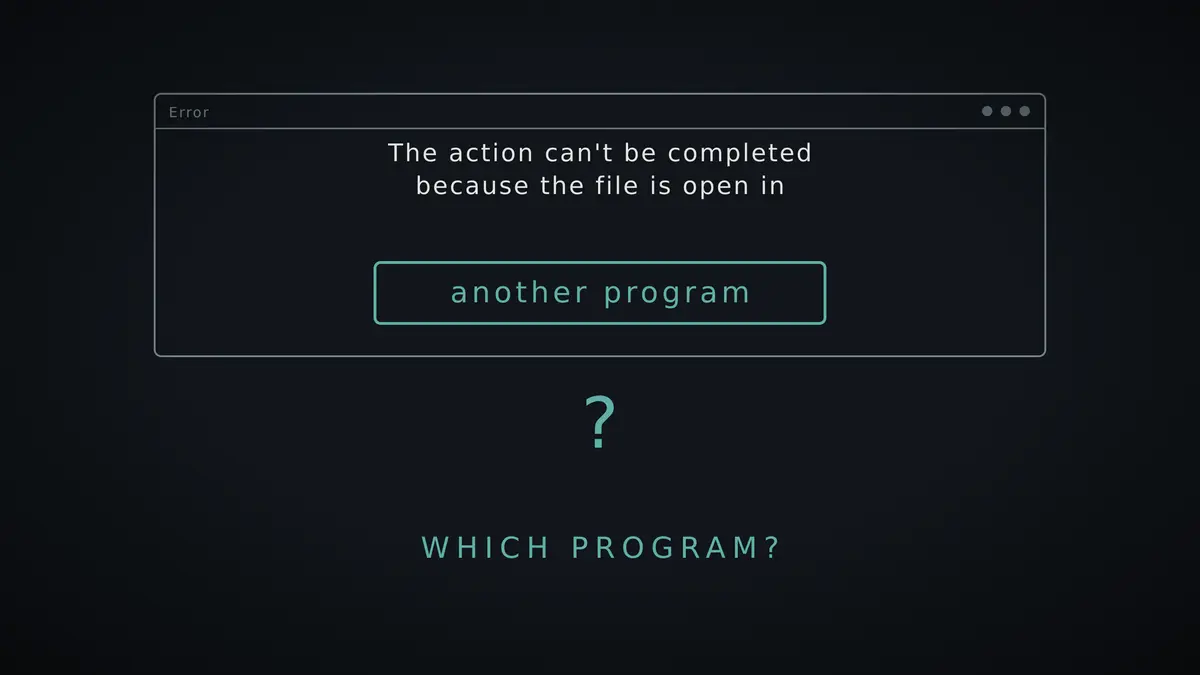 Error
The action can't be completed
because the file is open in
another program
?
WHICH PROGRAM?